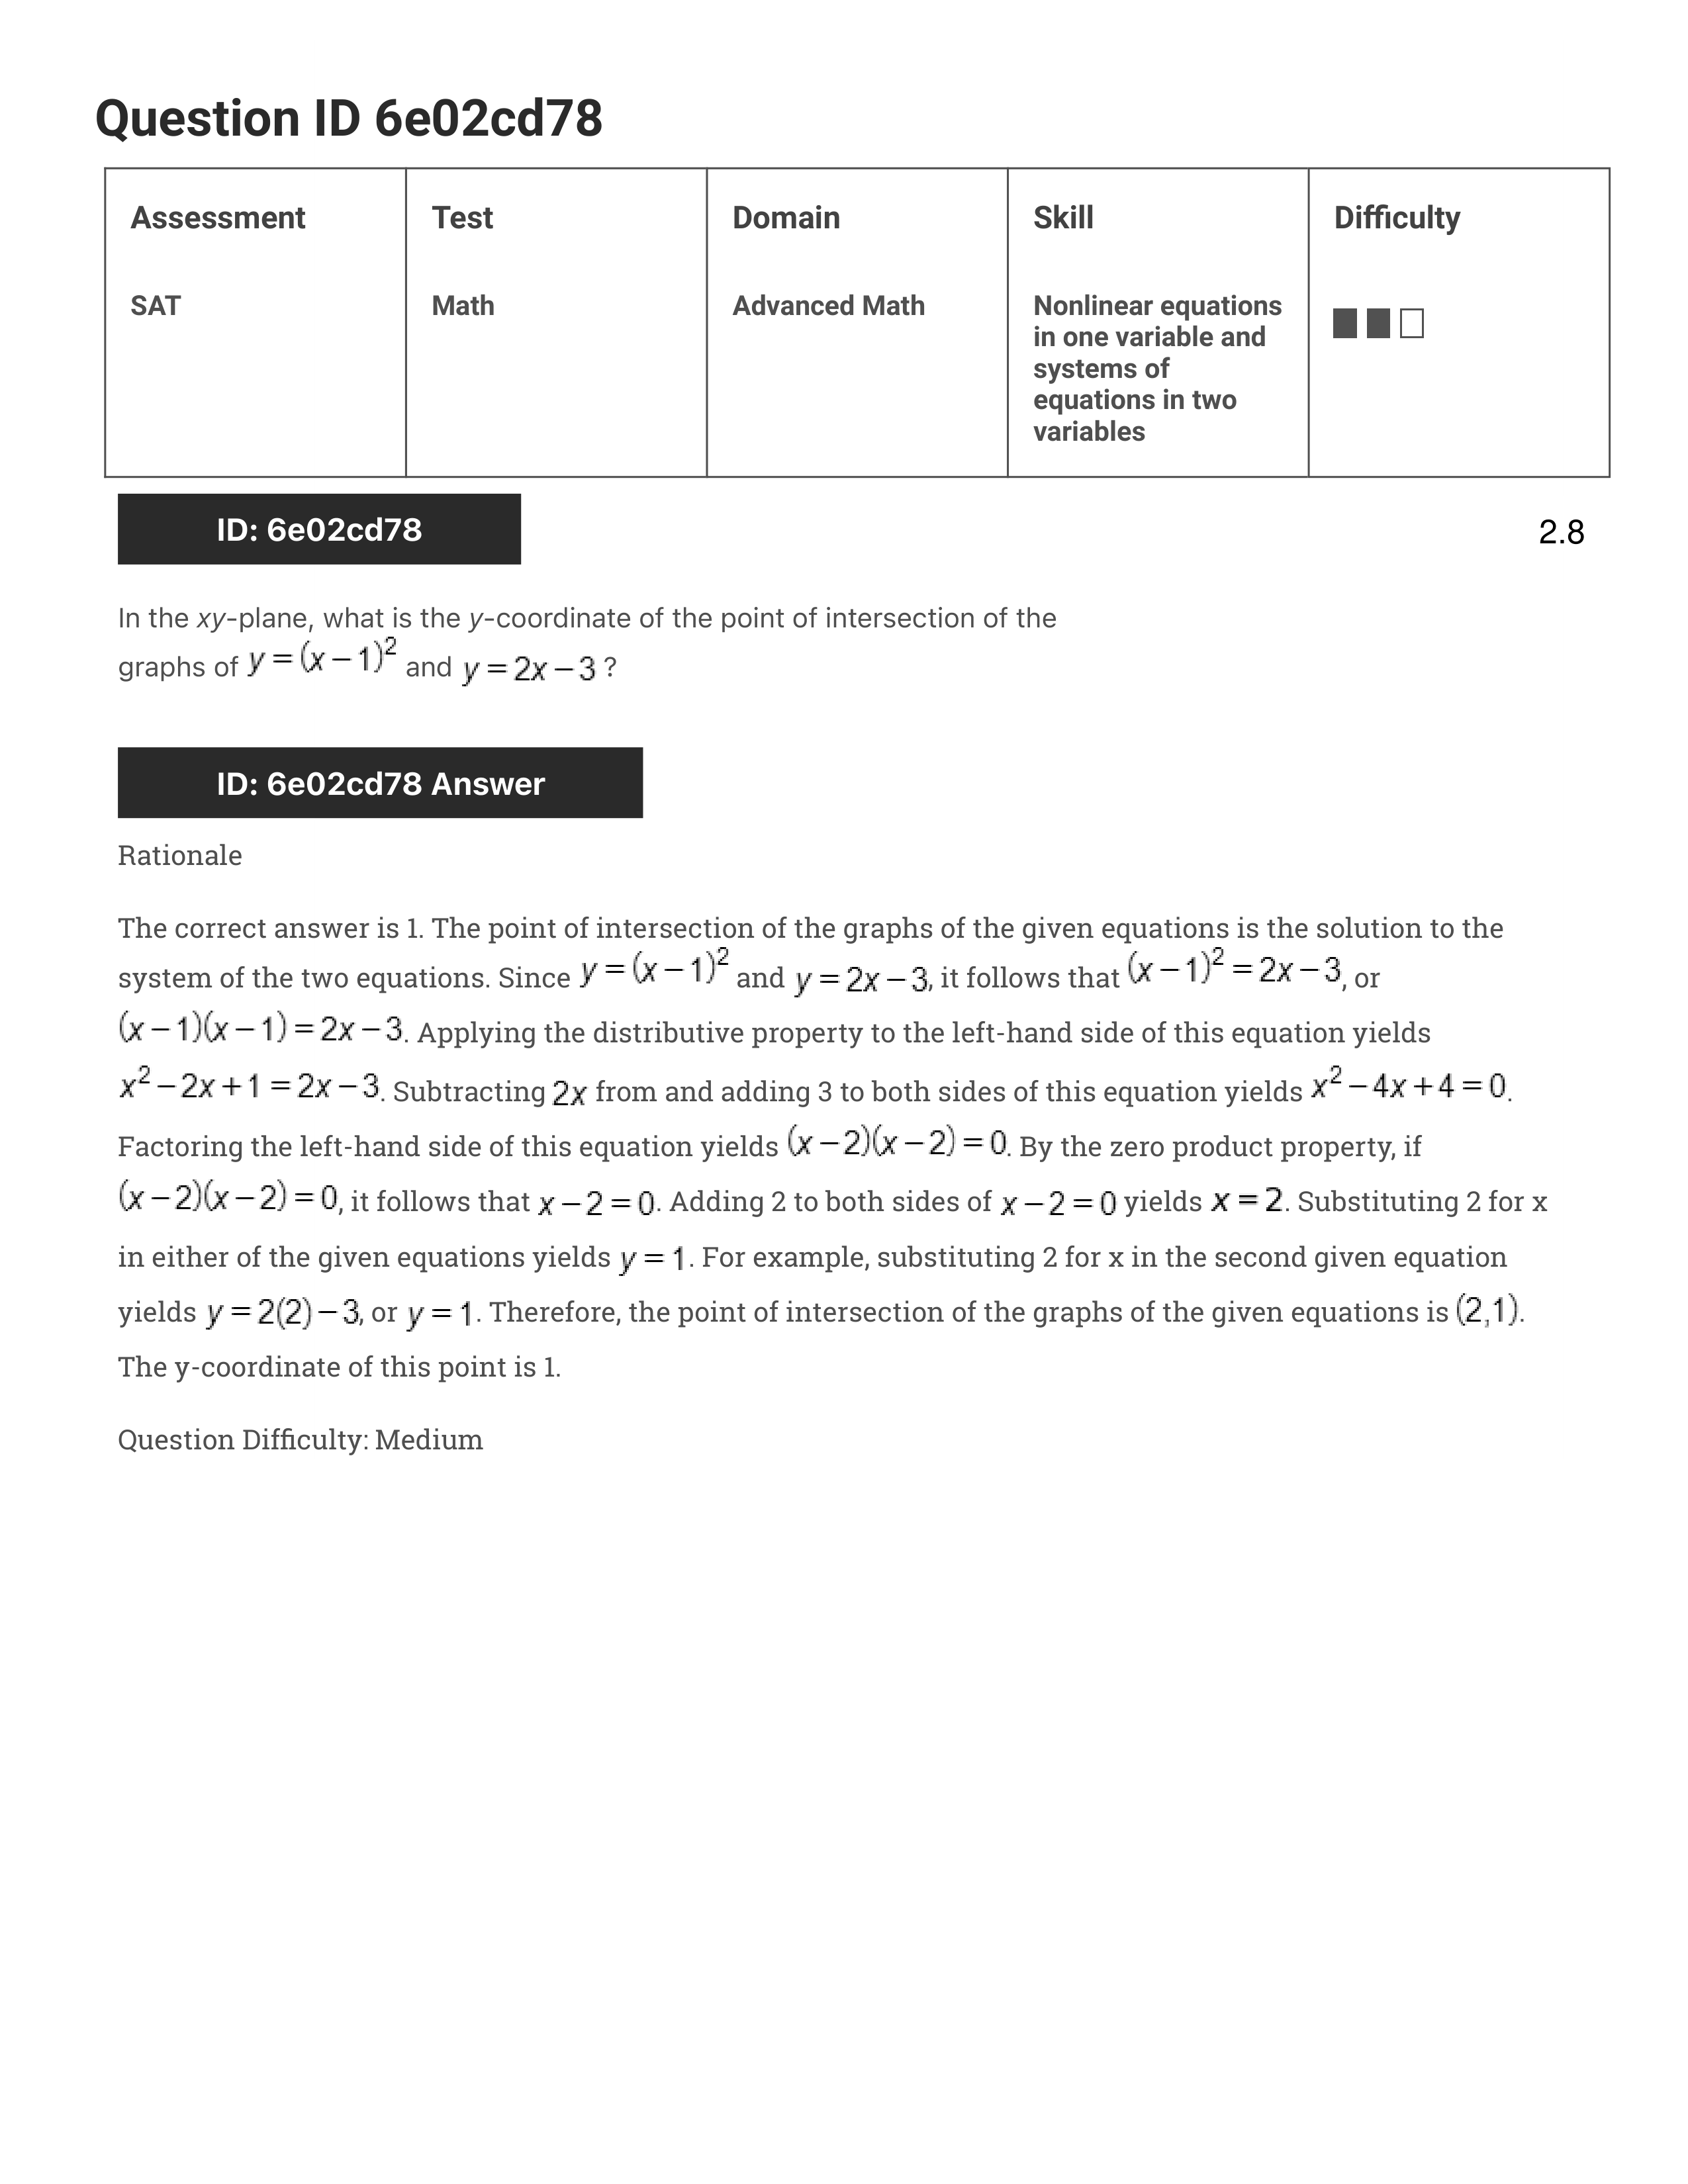 Question ID 6e02cd78
Assessment Test Domain Skill Difficulty
SAT Math Advanced Math Nonlinear equations
in one variable and
systems of
equations in two
variables
ID: 6e02cd78 2.8
In the xy-plane, what is the y-coordinate of the point of intersection of the
graphs of y = (x − 1)² and y = 2x − 3 ?
ID: 6e02cd78 Answer
Rationale
The correct answer is 1. The point of intersection of the graphs of the given equations is the solution to the
system of the two equations. Since y = (x − 1)² and y = 2x − 3, it follows that (x − 1)² = 2x − 3, or
(x − 1)(x − 1) = 2x − 3. Applying the distributive property to the left-hand side of this equation yields
x² − 2x + 1 = 2x − 3. Subtracting 2x from and adding 3 to both sides of this equation yields x² − 4x + 4 = 0.
Factoring the left-hand side of this equation yields (x − 2)(x − 2) = 0. By the zero product property, if
(x − 2)(x − 2) = 0, it follows that x − 2 = 0. Adding 2 to both sides of x − 2 = 0 yields x = 2. Substituting 2 for x
in either of the given equations yields y = 1. For example, substituting 2 for x in the second given equation
yields y = 2(2) − 3, or y = 1. Therefore, the point of intersection of the graphs of the given equations is (2,1).
The y-coordinate of this point is 1.
Question Difficulty: Medium